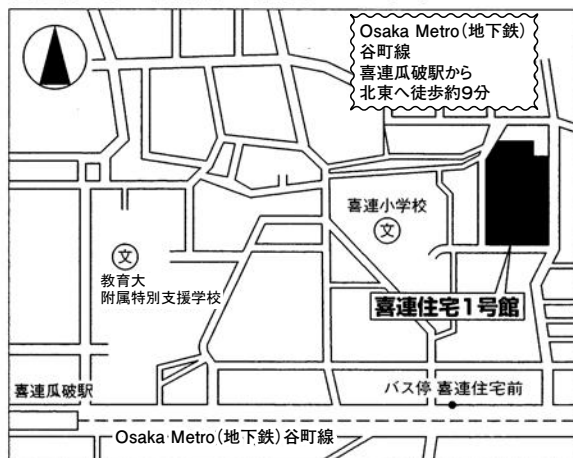 Osaka Metro（地下鉄）
谷町線
喜連瓜破駅から
北東へ徒歩約9分
喜連小学校
文
文
教育大
附属特別支援学校
喜連住宅1号館
喜連瓜破駅
バス停 喜連住宅前
Osaka Metro（地下鉄）谷町線